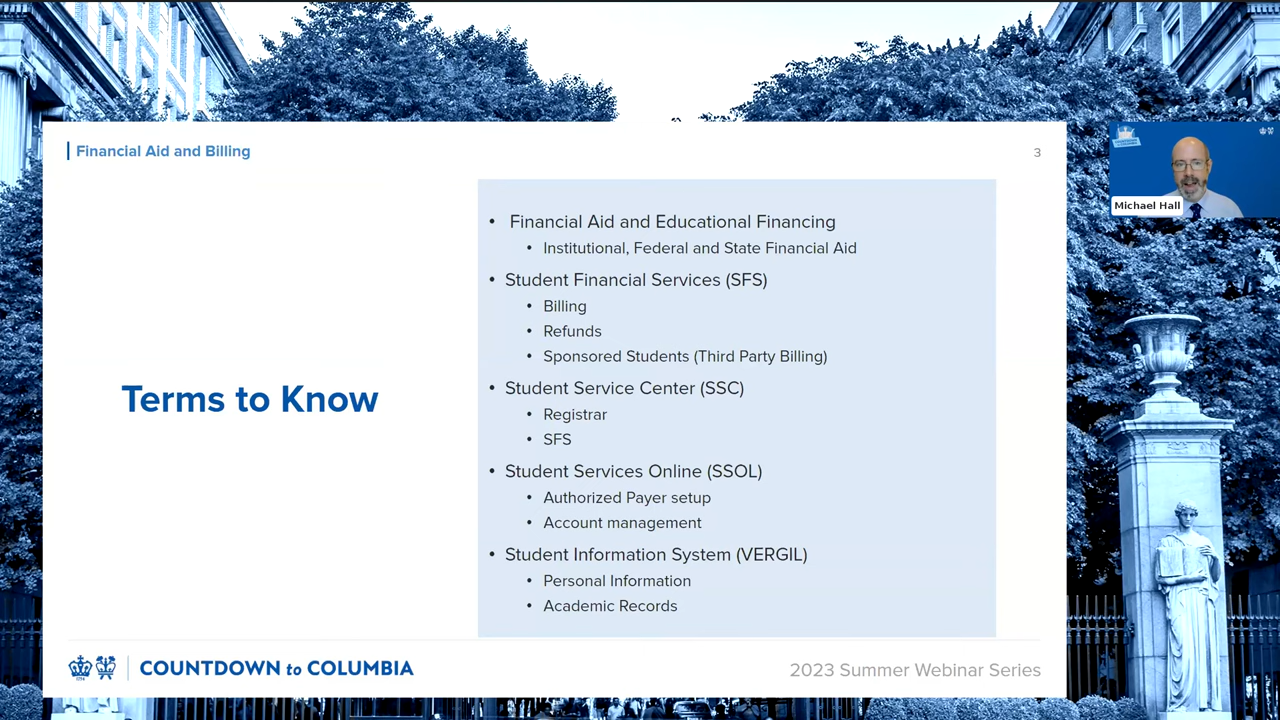 Financial Aid and Billing
3
Michael Hall
Terms to Know
• Financial Aid and Educational Financing
• Institutional, Federal and State Financial Aid
• Student Financial Services (SFS)
• Billing
• Refunds
• Sponsored Students (Third Party Billing)
• Student Service Center (SSC)
• Registrar
• SFS
• Student Services Online (SSOL)
• Authorized Payer setup
• Account management
• Student Information System (VERGIL)
• Personal Information
• Academic Records
COUNTDOWN to COLUMBIA
2023 Summer Webinar Series